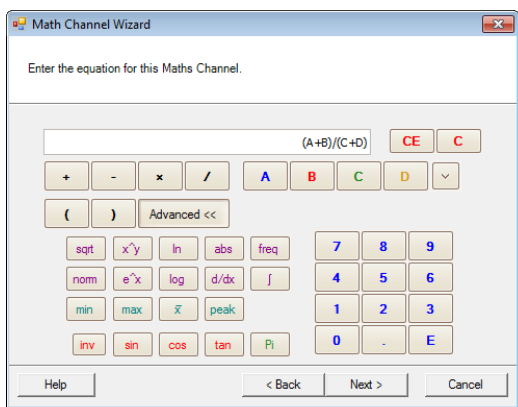 Math Channel Wizard
Enter the equation for this Maths Channel.
(A+B)/(C+D) CE C
+ - × / A B C D
( ) Advanced <<
sqrt x^y ln abs freq 7 8 9
norm e^x log d/dx ∫ 4 5 6
min max x̅ peak 1 2 3
inv sin cos tan Pi 0 . E
Help < Back Next > Cancel